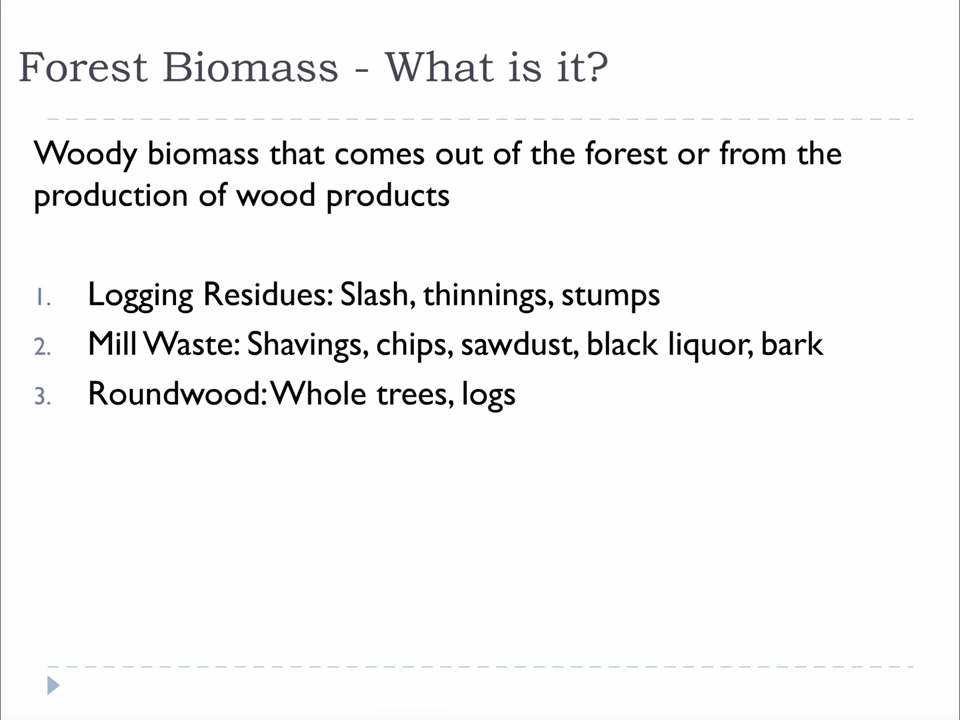 Forest Biomass - What is it?
Woody biomass that comes out of the forest or from the
production of wood products
1. Logging Residues: Slash, thinnings, stumps
2. Mill Waste: Shavings, chips, sawdust, black liquor, bark
3. Roundwood: Whole trees, logs